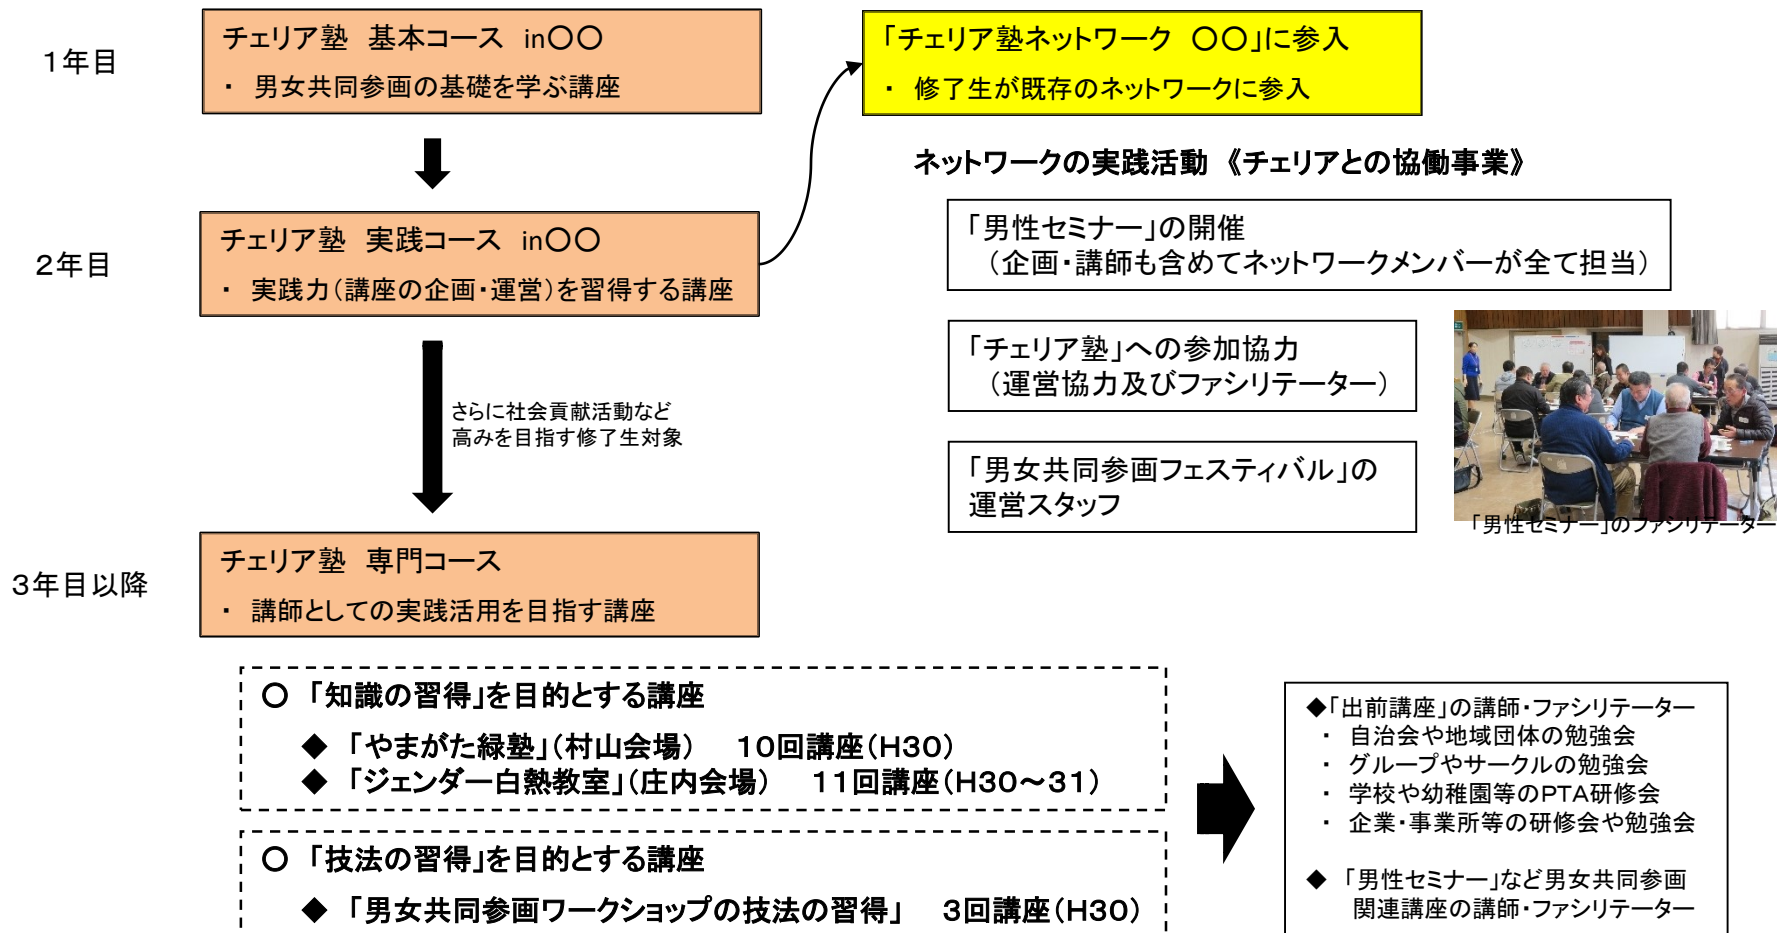 1年目
チェリア塾 基本コース in〇〇
・ 男女共同参画の基礎を学ぶ講座
「チェリア塾ネットワーク 〇〇」に参入
・ 修了生が既存のネットワークに参入
ネットワークの実践活動 《チェリアとの協働事業》
2年目
チェリア塾 実践コース in〇〇
・ 実践力(講座の企画・運営)を習得する講座
「男性セミナー」の開催
(企画・講師も含めてネットワークメンバーが全て担当)
「チェリア塾」への参加協力
(運営協力及びファシリテーター)
「男女共同参画フェスティバル」の
運営スタッフ
「男性セミナー」のファシリテーター
さらに社会貢献活動など
高みを目指す修了生対象
3年目以降
チェリア塾 専門コース
・ 講師としての実践活用を目指す講座
〇 「知識の習得」を目的とする講座
◆ 「やまがた緑塾」(村山会場) 10回講座(H30)
◆ 「ジェンダー白熱教室」(庄内会場) 11回講座(H30~31)
〇 「技法の習得」を目的とする講座
◆ 「男女共同参画ワークショップの技法の習得」 3回講座(H30)
◆「出前講座」の講師・ファシリテーター
・ 自治会や地域団体の勉強会
・ グループやサークルの勉強会
・ 学校や幼稚園等のPTA研修会
・ 企業・事業所等の研修会や勉強会
◆ 「男性セミナー」など男女共同参画
関連講座の講師・ファシリテーター